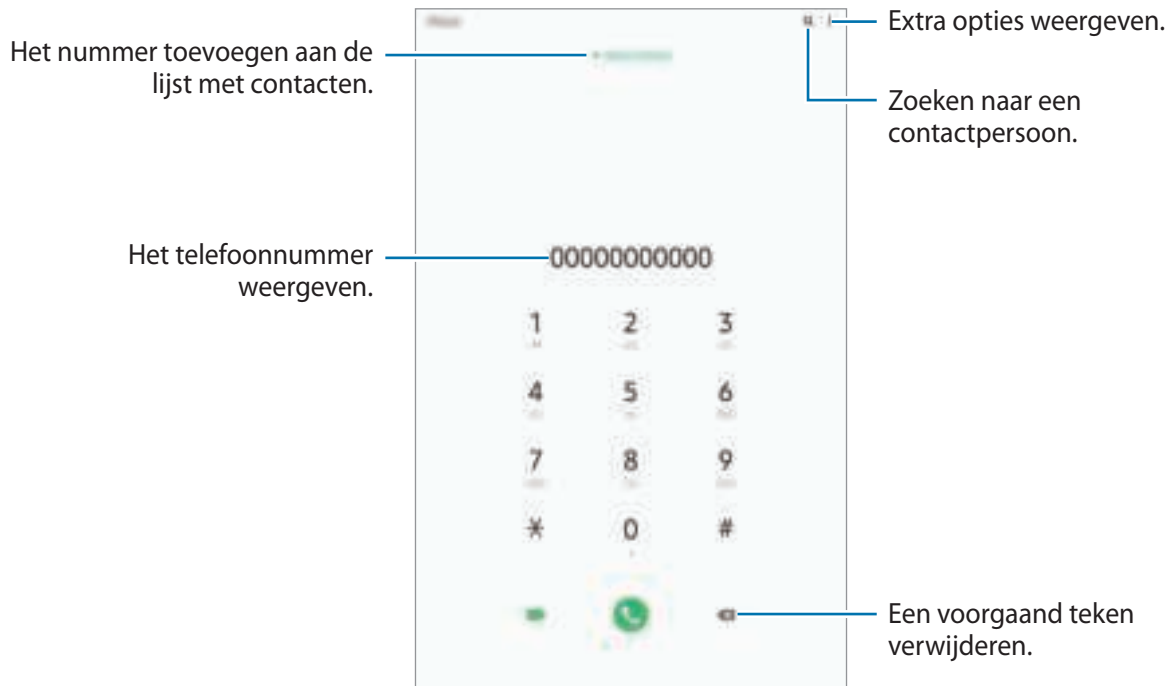 Extra opties weergeven.
Het nummer toevoegen aan de
lijst met contacten.
Zoeken naar een
contactpersoon.
Het telefoonnummer
weergeven.
00000000000
1 2 3
4 5 6
7 8 9
* 0 #
Een voorgaand teken
verwijderen.